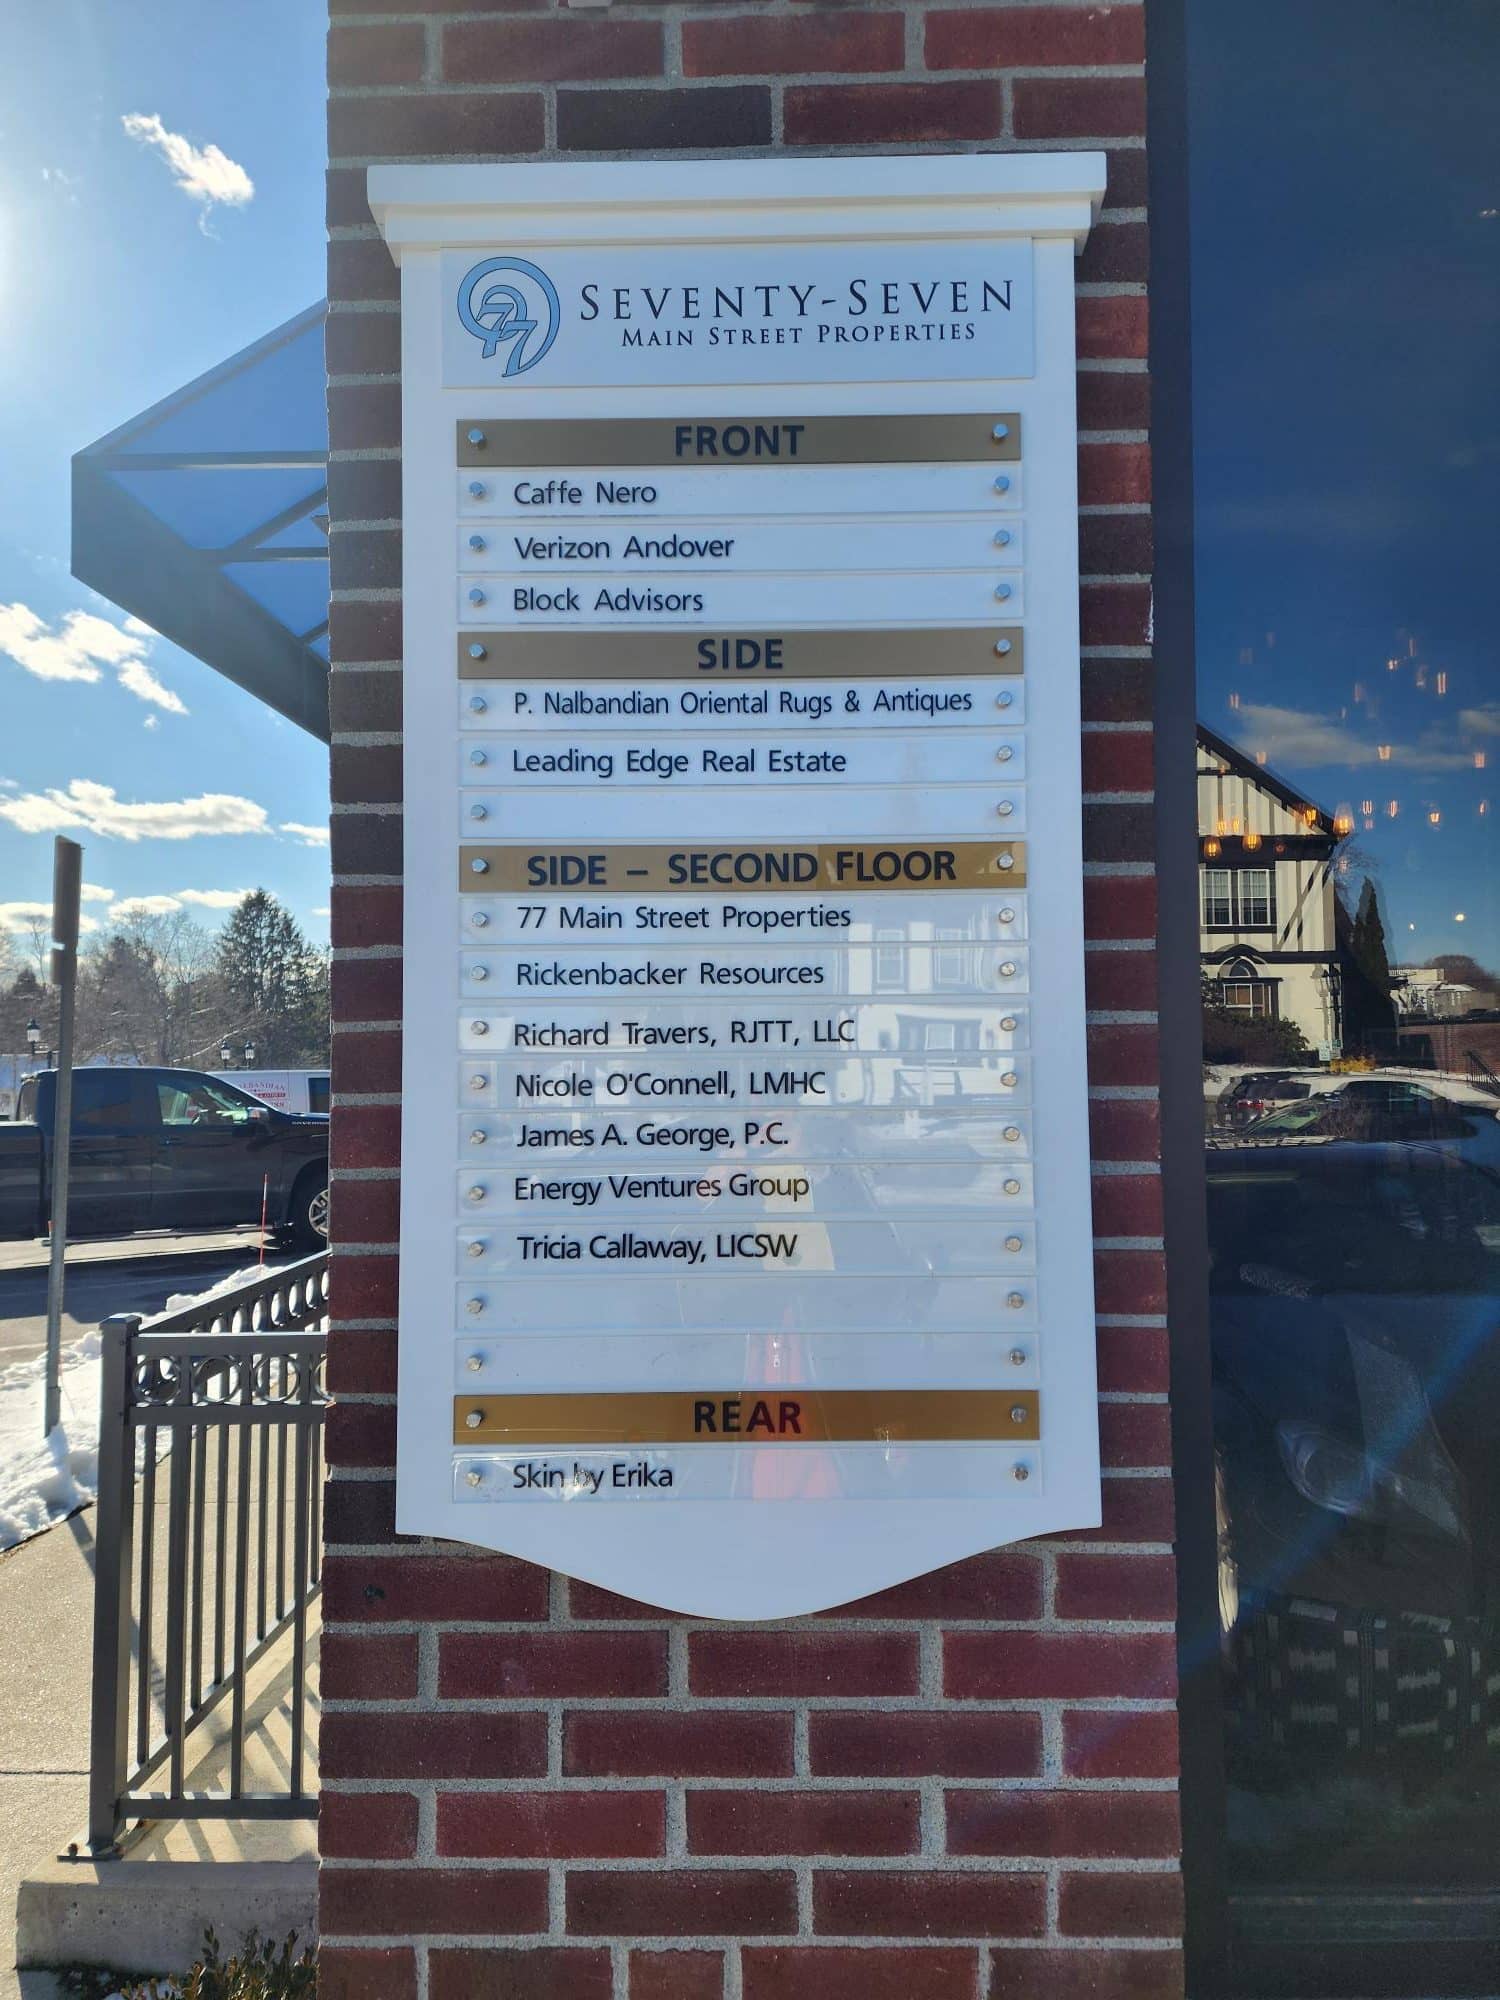 77
SEVENTY-SEVEN
MAIN STREET PROPERTIES
FRONT
Caffe Nero
Verizon Andover
Block Advisors
SIDE
P. Nalbandian Oriental Rugs & Antiques
Leading Edge Real Estate
SIDE – SECOND FLOOR
77 Main Street Properties
Rickenbacker Resources
Richard Travers, RJTT, LLC
Nicole O'Connell, LMHC
James A. George, P.C.
Energy Ventures Group
Tricia Callaway, LICSW
REAR
Skin by Erika